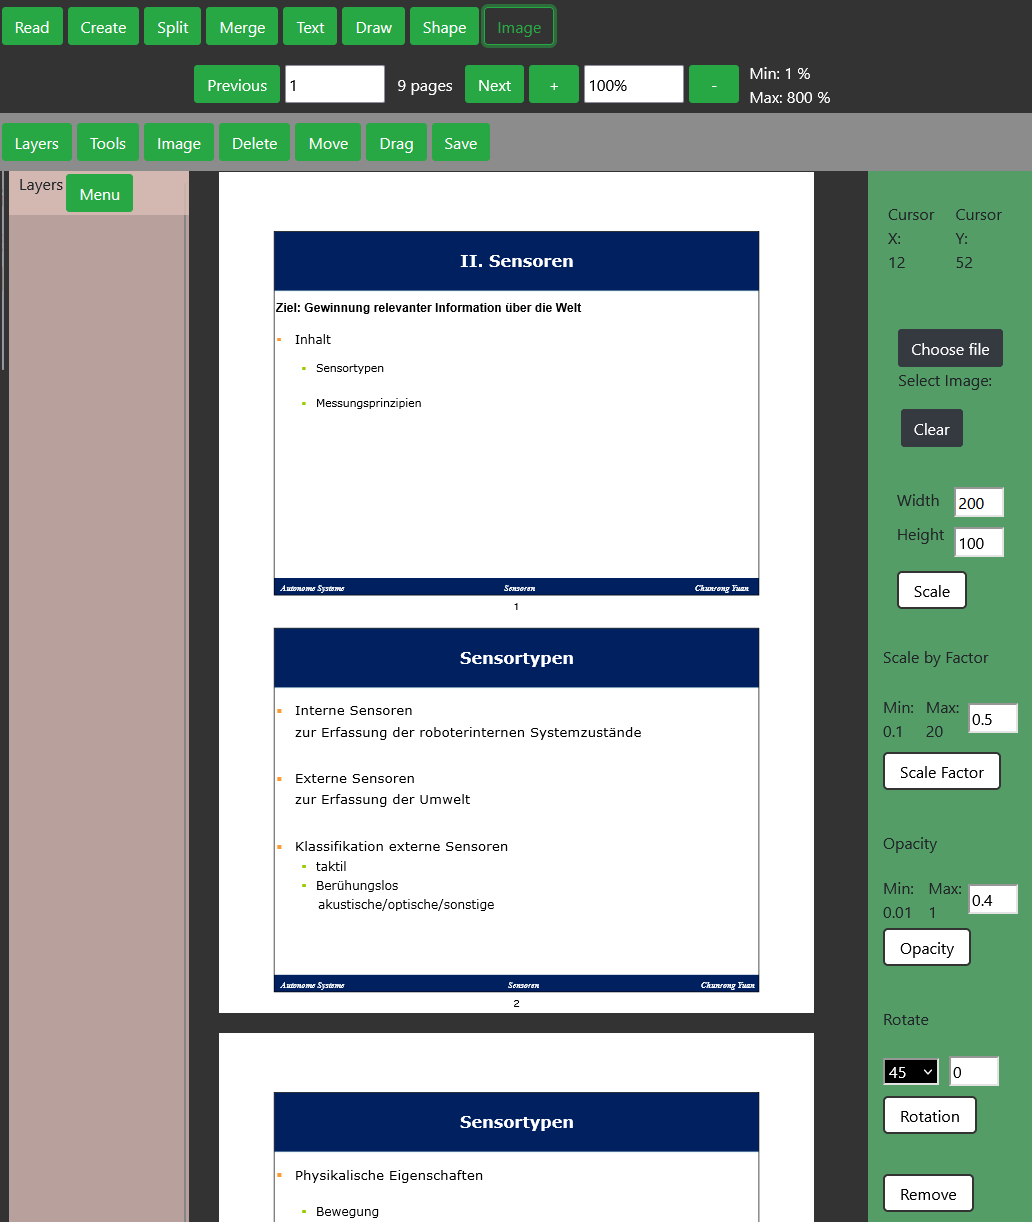 Read Create Split Merge Text Draw Shape Image
Previous 1 9 pages Next + 100% - Min: 1 %
Max: 800 %
Layers Tools Image Delete Move Drag Save
Layers Menu
II. Sensoren
Ziel: Gewinnung relevanter Information über die Welt
Inhalt
Sensortypen
Messungsprinzipien
Autonome Systeme Sensoren Chunrong Yuan
1
Sensortypen
Interne Sensoren
zur Erfassung der roboterinternen Systemzustände
Externe Sensoren
zur Erfassung der Umwelt
Klassifikation externe Sensoren
taktil
Berührungslos
akustische/optische/sonstige
Autonome Systeme Sensoren Chunrong Yuan
2
Sensortypen
Physikalische Eigenschaften
Bewegung
Cursor Cursor
X: Y:
12 52
Choose file
Select Image:
Clear
Width 200
Height 100
Scale
Scale by Factor
Min: Max: 0.5
0.1 20
Scale Factor
Opacity
Min: Max: 0.4
0.01 1
Opacity
Rotate
45 0
Rotation
Remove